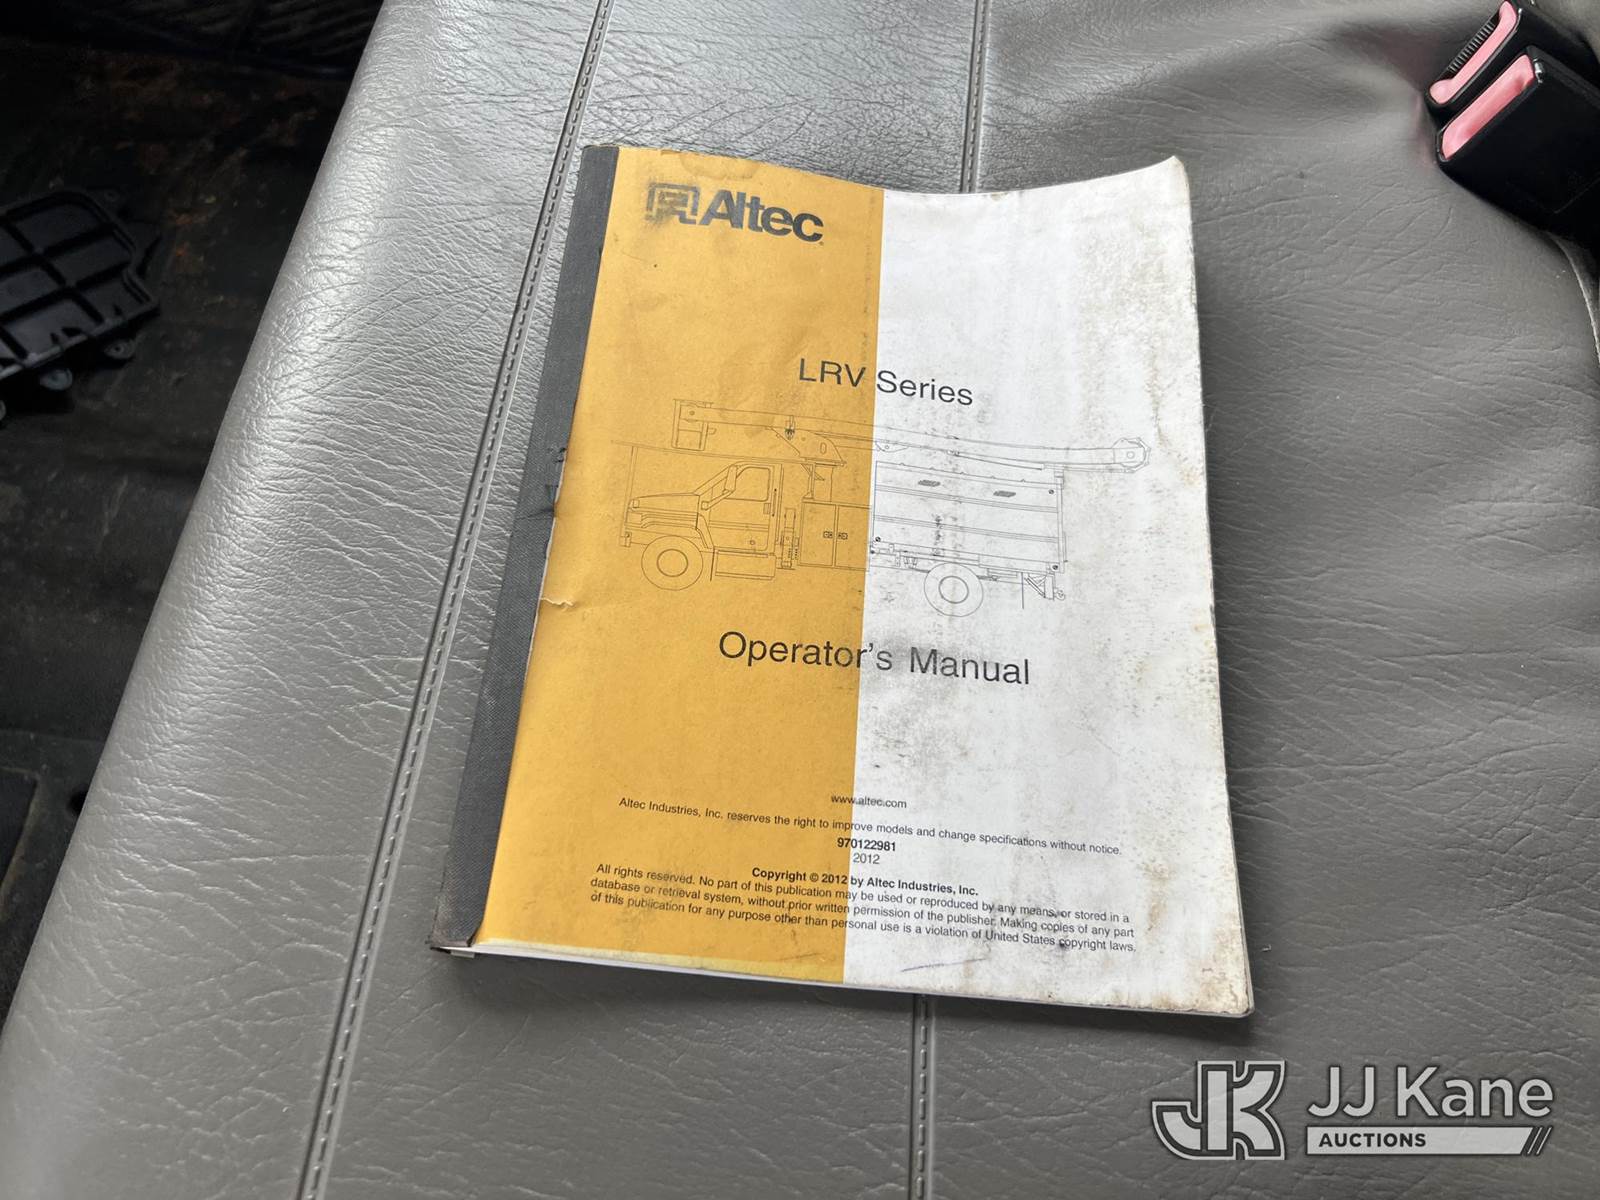 Altec
LRV Series
Operator's Manual
www.altec.com
Altec Industries, Inc. reserves the right to improve models and change specifications without notice.
970122981
2012
Copyright © 2012 by Altec Industries, Inc.
All rights reserved. No part of this publication may be used or reproduced by any means, or stored in a
database or retrieval system, without prior written permission of the publisher. Making copies of any part
of this publication for any purpose other than personal use is a violation of United States copyright laws.
JK JJ Kane
AUCTIONS